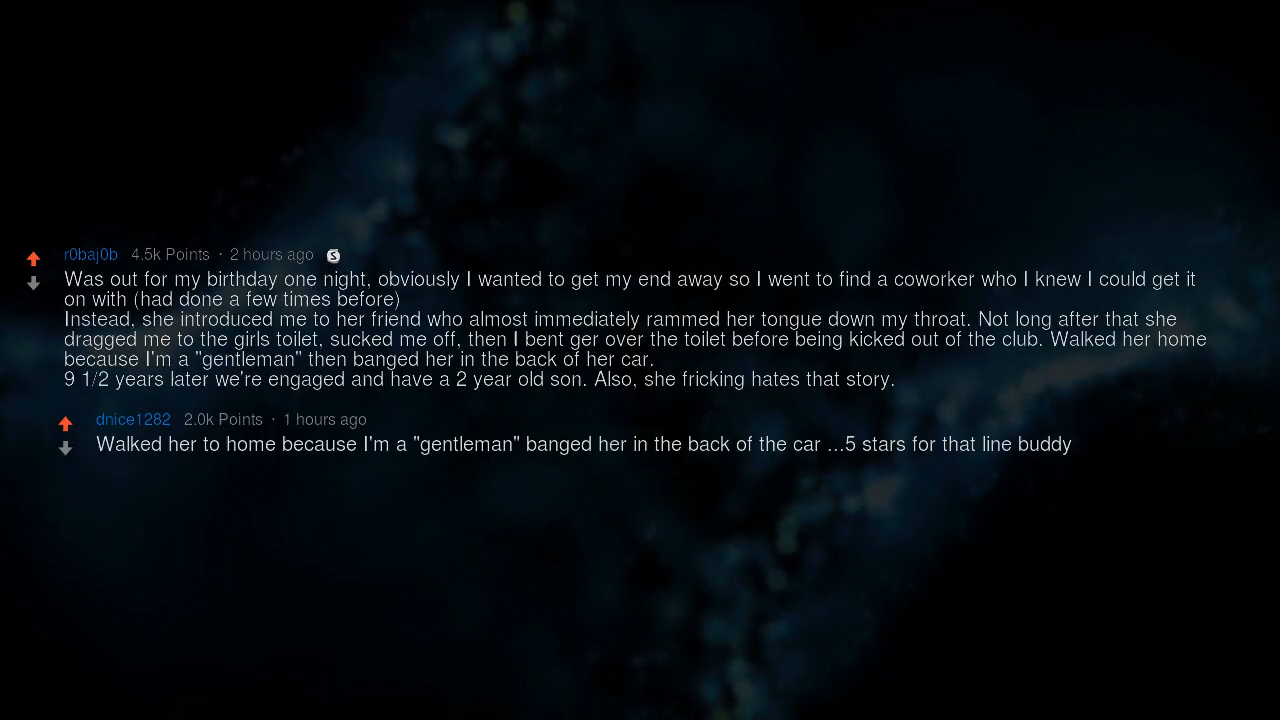 r0baj0b 4.5k Points · 2 hours ago S
Was out for my birthday one night, obviously I wanted to get my end away so I went to find a coworker who I knew I could get it
on with (had done a few times before)
Instead, she introduced me to her friend who almost immediately rammed her tongue down my throat. Not long after that she
dragged me to the girls toilet, sucked me off, then I bent ger over the toilet before being kicked out of the club. Walked her home
because I'm a "gentleman" then banged her in the back of her car.
9 1/2 years later we're engaged and have a 2 year old son. Also, she fricking hates that story.
dnice1282 2.0k Points · 1 hours ago
Walked her to home because I'm a "gentleman" banged her in the back of the car ...5 stars for that line buddy